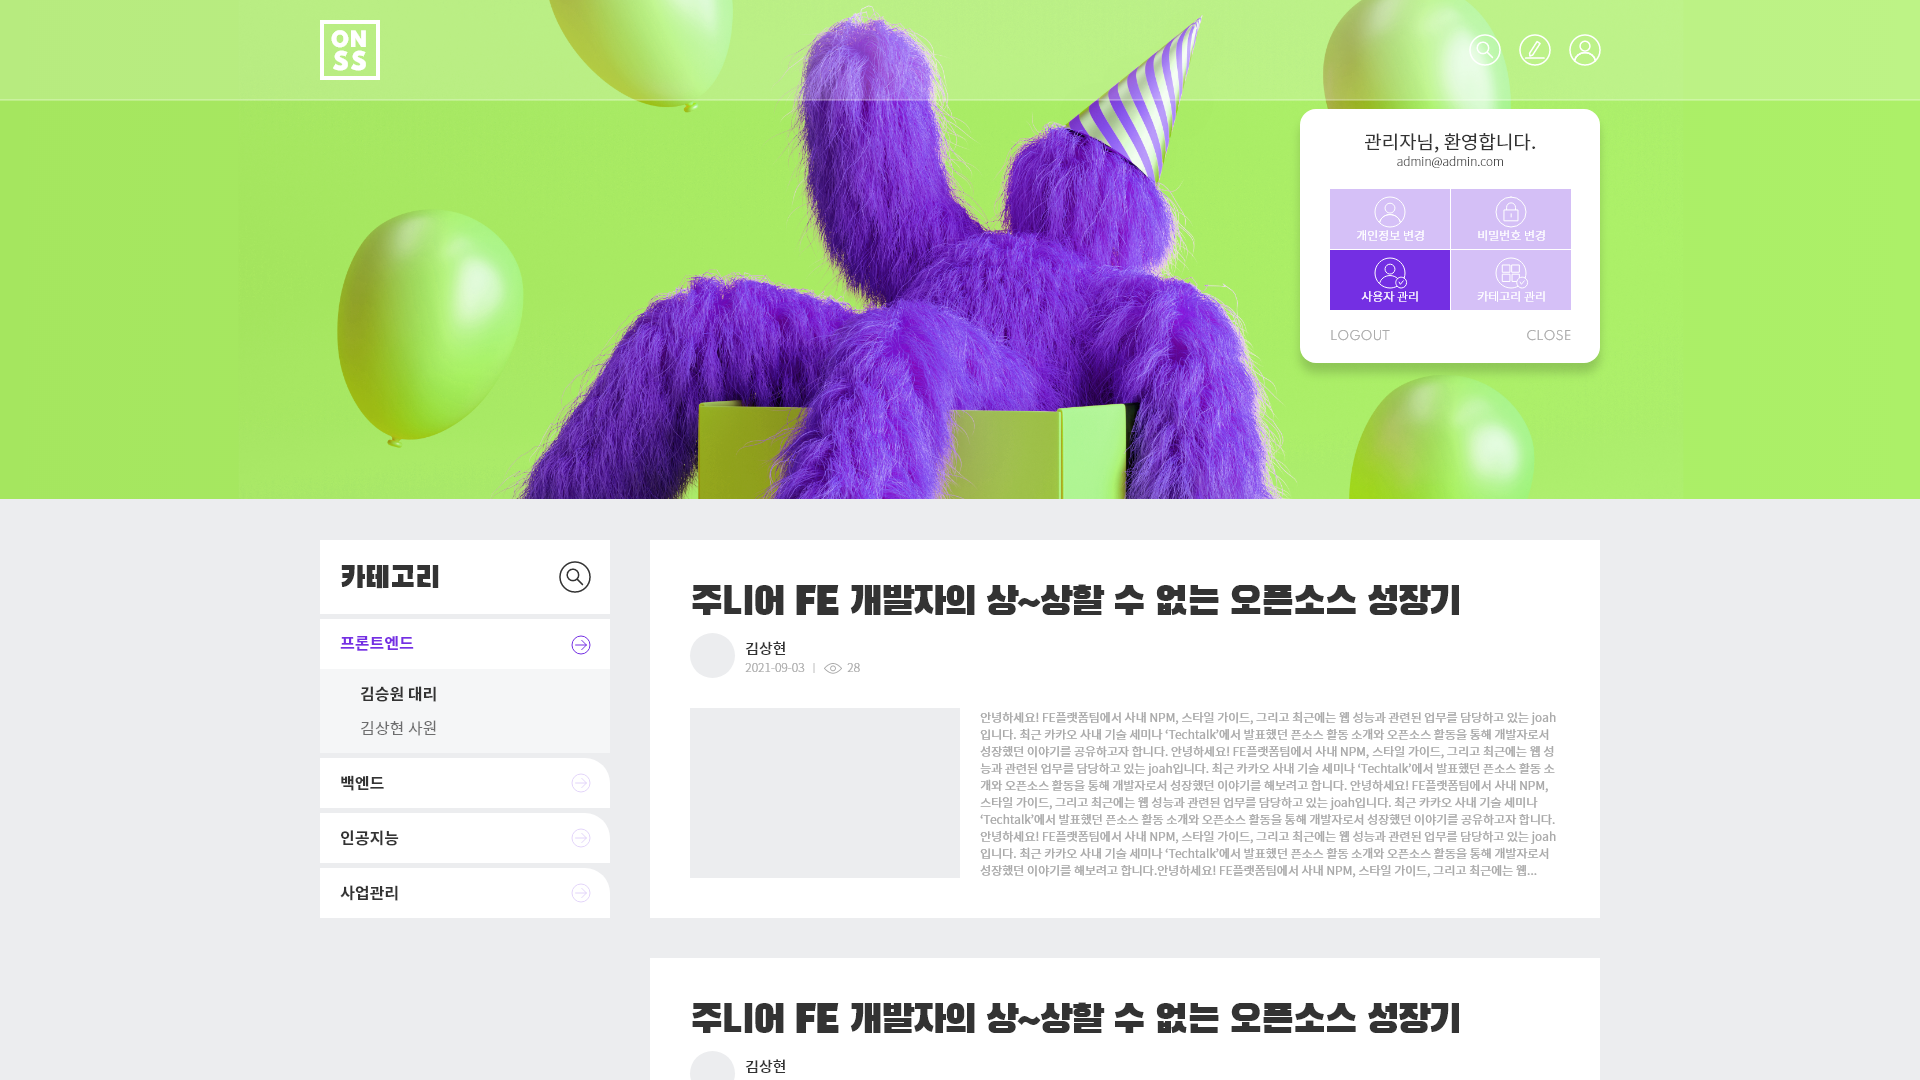 ON
SS
관리자님, 환영합니다.
admin@admin.com
개인정보 변경
비밀번호 변경
사용자 관리
카테고리 관리
LOGOUT
CLOSE
카테고리
프론트엔드
김승원 대리
김상현 사원
백엔드
인공지능
사업관리
주니어 FE 개발자의 상~상할 수 없는 오픈소스 성장기
김상현
2021-09-03 | 28
안녕하세요! FE플랫폼팀에서 사내 NPM, 스타일 가이드, 그리고 최근에는 웹 성능과 관련된 업무를 담당하고 있는 joah
입니다. 최근 카카오 사내 기술 세미나 ‘Techtalk’에서 발표했던 픈소스 활동 소개와 오픈소스 활동을 통해 개발자로서
성장했던 이야기를 공유하고자 합니다. 안녕하세요! FE플랫폼팀에서 사내 NPM, 스타일 가이드, 그리고 최근에는 웹 성
능과 관련된 업무를 담당하고 있는 joah입니다. 최근 카카오 사내 기술 세미나 ‘Techtalk’에서 발표했던 픈소스 활동 소
개와 오픈소스 활동을 통해 개발자로서 성장했던 이야기를 해보려고 합니다. 안녕하세요! FE플랫폼팀에서 사내 NPM,
스타일 가이드, 그리고 최근에는 웹 성능과 관련된 업무를 담당하고 있는 joah입니다. 최근 카카오 사내 기술 세미나
‘Techtalk’에서 발표했던 픈소스 활동 소개와 오픈소스 활동을 통해 개발자로서 성장했던 이야기를 공유하고자 합니다.
안녕하세요! FE플랫폼팀에서 사내 NPM, 스타일 가이드, 그리고 최근에는 웹 성능과 관련된 업무를 담당하고 있는 joah
입니다. 최근 카카오 사내 기술 세미나 ‘Techtalk’에서 발표했던 픈소스 활동 소개와 오픈소스 활동을 통해 개발자로서
성장했던 이야기를 해보려고 합니다.안녕하세요! FE플랫폼팀에서 사내 NPM, 스타일 가이드, 그리고 최근에는 웹...
주니어 FE 개발자의 상~상할 수 없는 오픈소스 성장기
김상현